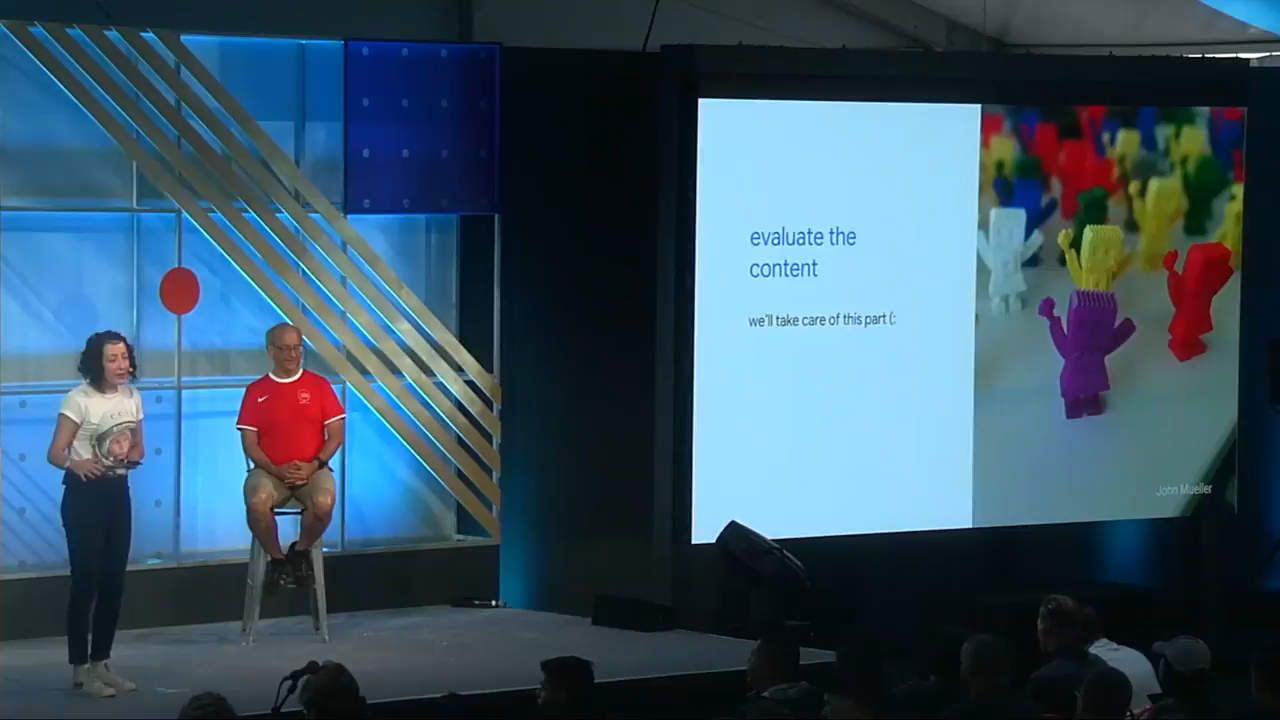 evaluate the
content
we'll take care of this part (:
John Mueller